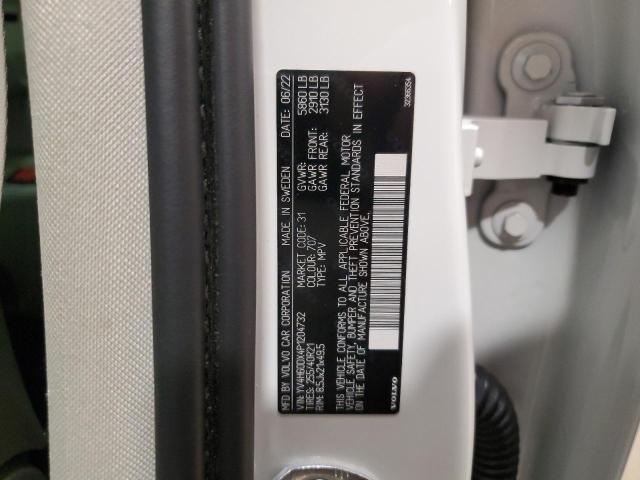 MFD BY VOLVO CAR CORPORATION MADE IN SWEDEN DATE: 06/22
VIN: YV4H60DX4P1204732 MARKET CODE: 31 GVWR: 5860 LB
TIRES: 255/40R21 COLOUR: 707 GAWR FRONT: 2910 LB
RIM: 8.5Jx21x49.5 TYPE: MPV GAWR REAR: 3130 LB
THIS VEHICLE CONFORMS TO ALL APPLICABLE FEDERAL MOTOR
VEHICLE SAFETY, BUMPER AND THEFT PREVENTION STANDARDS IN EFFECT
ON THE DATE OF MANUFACTURE SHOWN ABOVE.
VOLVO 32366354